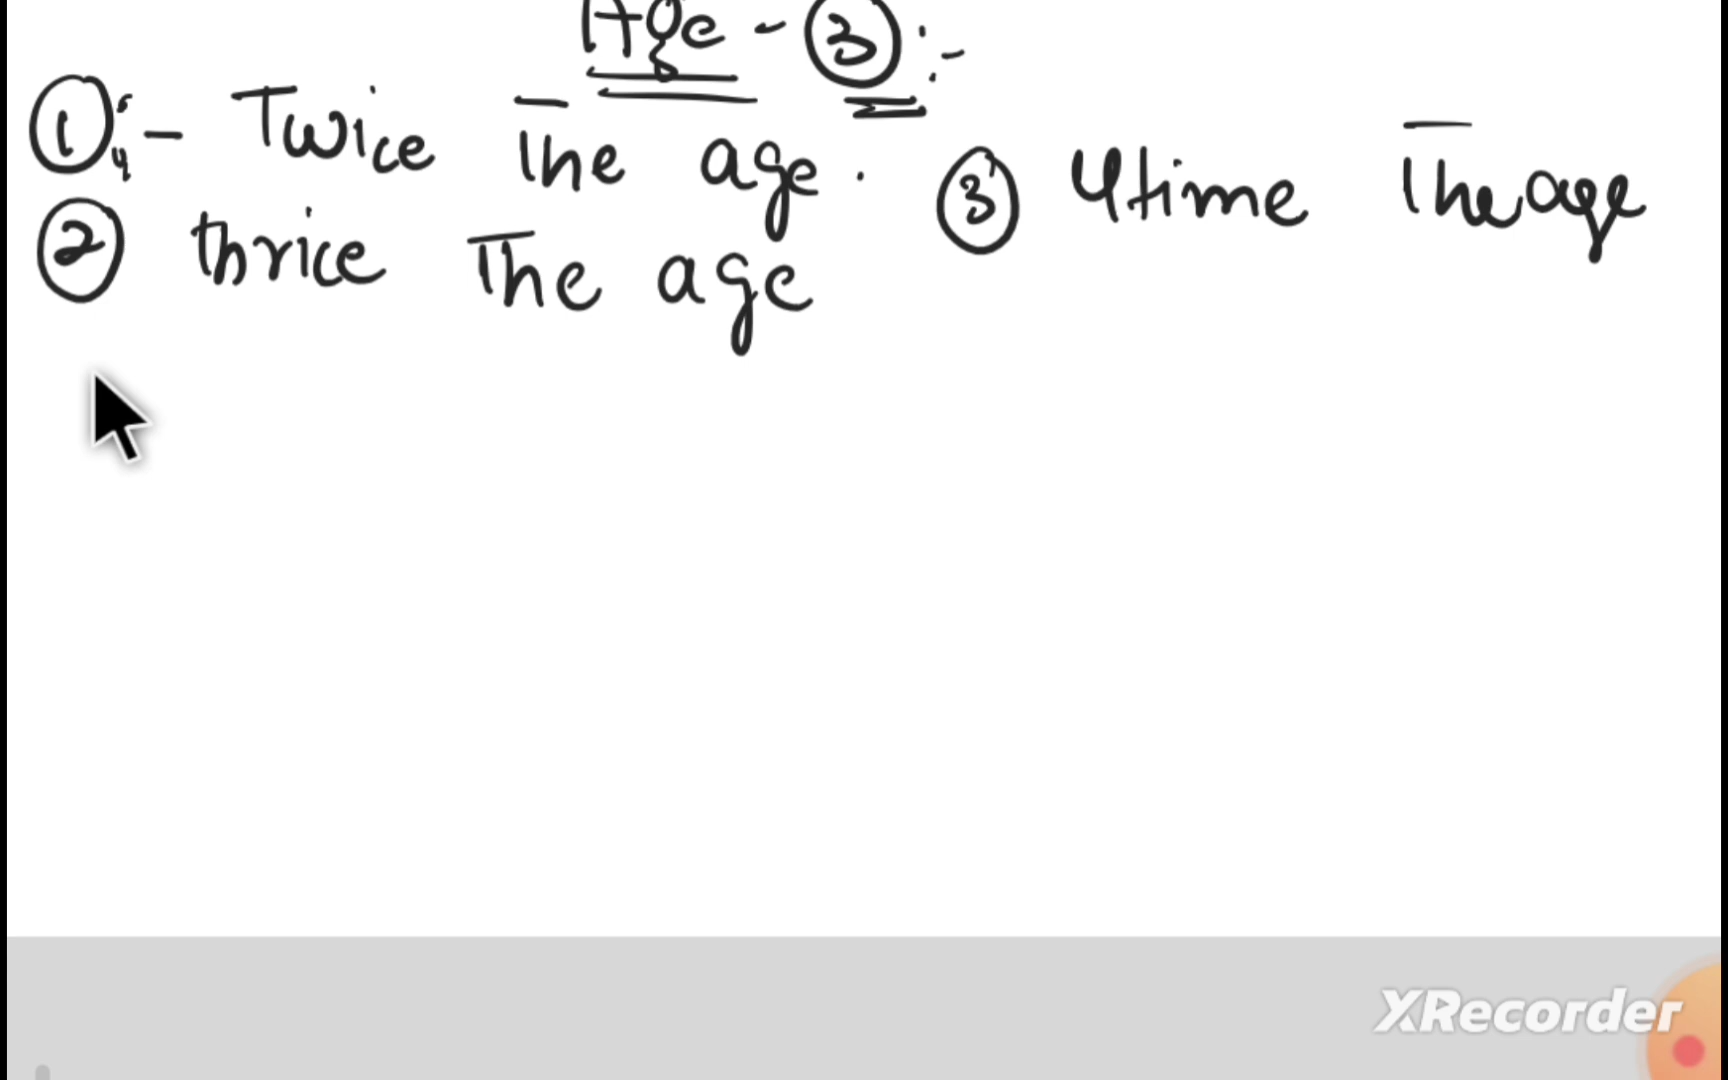 Age - ③ :-
① :- Twice The age.
② thrice The age
③ 4time The age
XRecorder